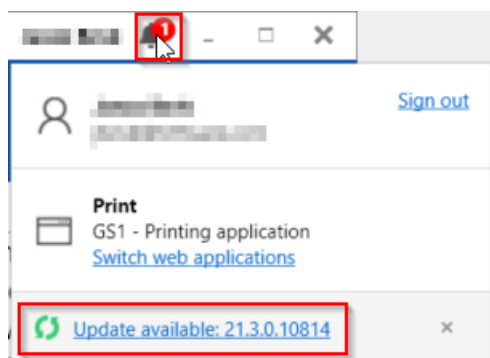 1
Sign out
Print
GS1 - Printing application
Switch web applications
Update available: 21.3.0.10814